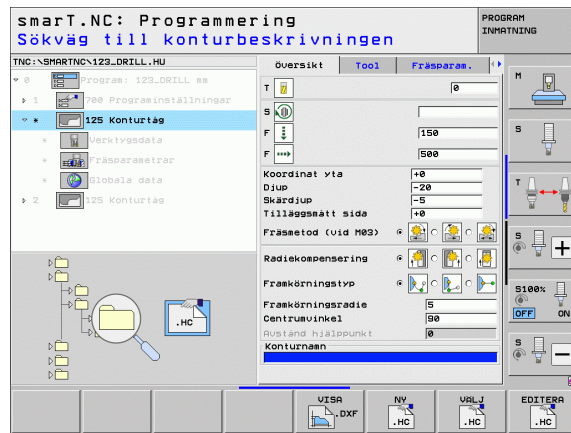 smarT.NC: Programmering
Sökväg till konturbeskrivningen
PROGRAM
INMATNING
TNC:\SMARTNC\123_DRILL.HU
0 Program: 123_DRILL mm
1 700 Programinställningar
* 125 Konturtåg
* Verktygsdata
* Fräsparametrar
* Globala data
2 125 Konturtåg
.HC
Översikt Tool Fräsparam.
T 0
S
F 150
F 500
Koordinat yta +0
Djup -20
Skärdjup -5
Tilläggsmått sida +0
Fräsmetod (vid M03)
Radiekompensering
Framkörningstyp
Framkörningsradie 5
Centrumvinkel 90
Avstånd hjälppunkt 0
Konturnamn
M
S
T
S
S100%
OFF ON
S
VISA
.DXF
NY
.HC
VÄLJ
.HC
EDITERA
.HC